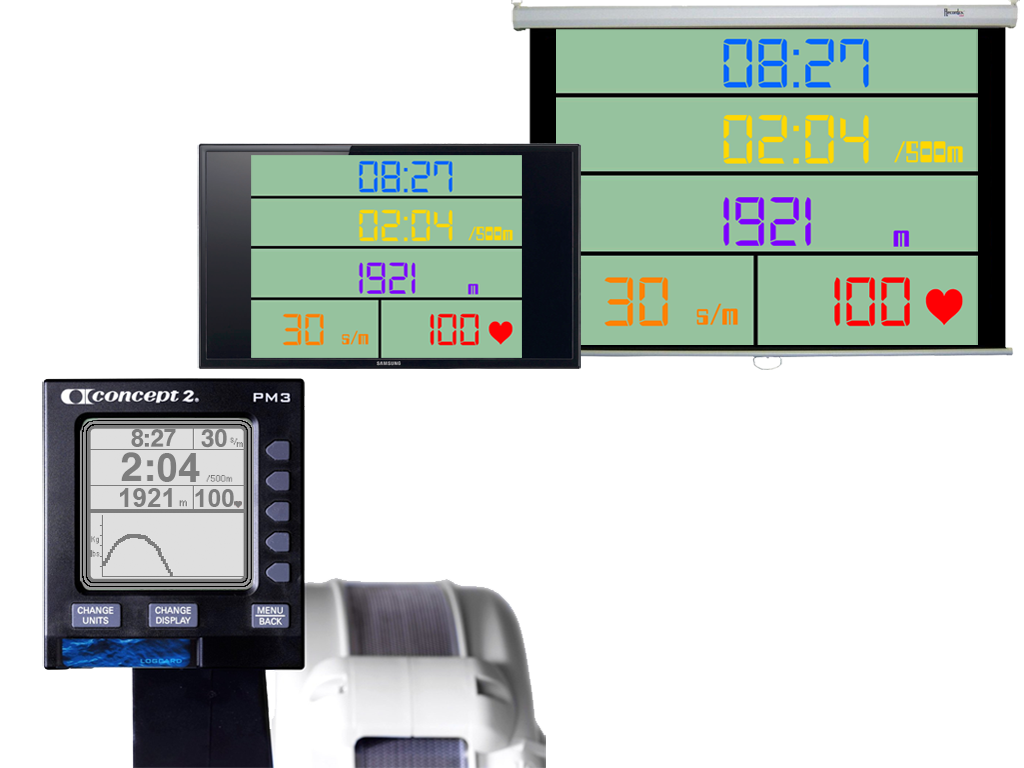 08:27
02:04 /500m
1921 m
30 s/m 100
08:27
02:04 /500m
1921 m
30 s/m 100
SAMSUNG
concept 2. PM3
8:27 30 s/m
2:04 /500m
1921 m 100
Kg
lbs
CHANGE UNITS
CHANGE DISPLAY
MENU
BACK
LOGCARD